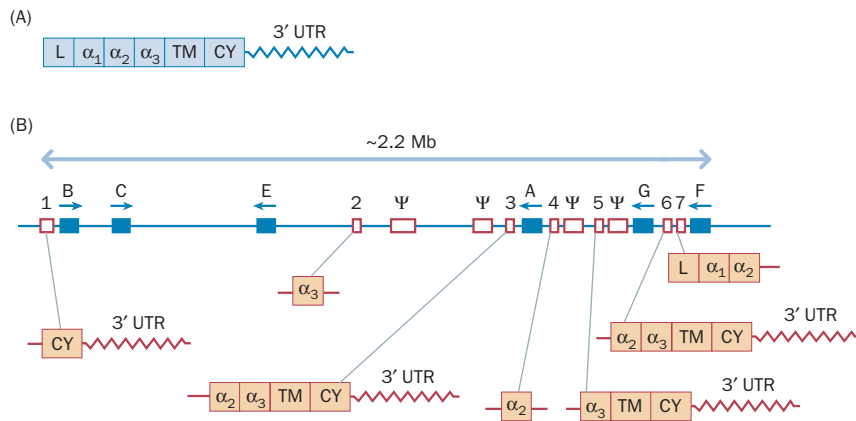 (A)
3′ UTR
L α₁ α₂ α₃ TM CY
(B)
~2.2 Mb
1 B C E 2 Ψ Ψ 3 A 4 Ψ 5 Ψ G 6 7 F
L α₁ α₂
α₃
3′ UTR
α₂ α₃ TM CY
3′ UTR
CY
3′ UTR
α₂ α₃ TM CY
α₂
3′ UTR
α₃ TM CY